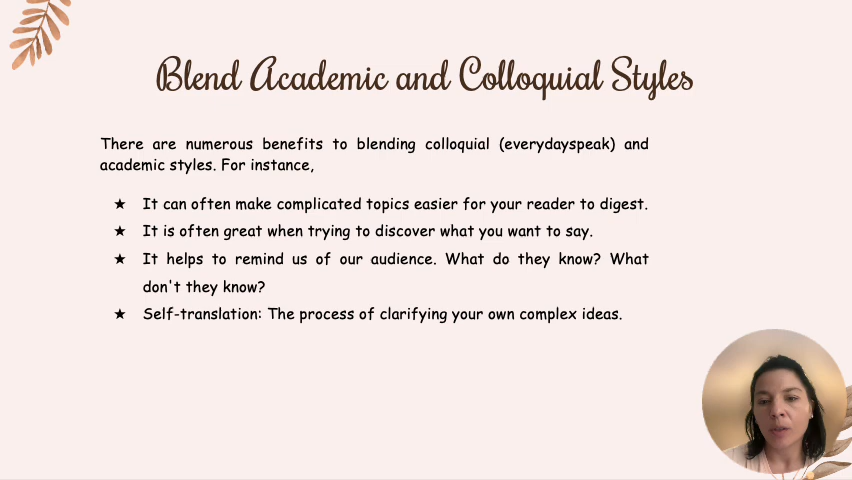 Blend Academic and Colloquial Styles
There are numerous benefits to blending colloquial (everydayspeak) and
academic styles. For instance,
★ It can often make complicated topics easier for your reader to digest.
★ It is often great when trying to discover what you want to say.
★ It helps to remind us of our audience. What do they know? What
don't they know?
★ Self-translation: The process of clarifying your own complex ideas.